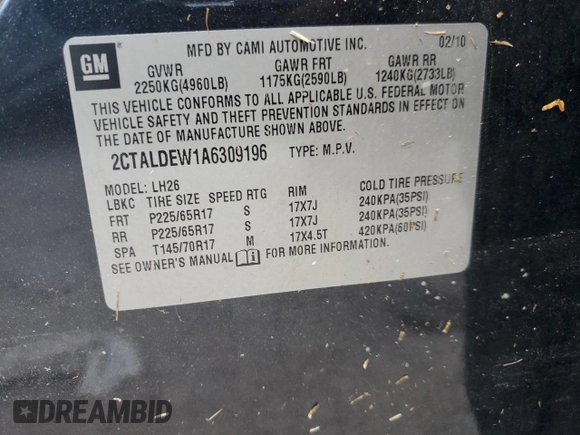 GM
MFD BY CAMI AUTOMOTIVE INC. 02/10
GVWR GAWR FRT GAWR RR
2250KG(4960LB) 1175KG(2590LB) 1240KG(2733LB)
THIS VEHICLE CONFORMS TO ALL APPLICABLE U.S. FEDERAL MOTOR
VEHICLE SAFETY AND THEFT PREVENTION STANDARDS IN EFFECT ON
THE DATE OF MANUFACTURE SHOWN ABOVE.
2CTALDEW1A6309196 TYPE: M.P.V.
MODEL: LH26
LBKC TIRE SIZE SPEED RTG RIM COLD TIRE PRESSURE
FRT P225/65R17 S 17X7J 240KPA(35PSI)
RR P225/65R17 S 17X7J 240KPA(35PSI)
SPA T145/70R17 M 17X4.5T 420KPA(60PSI)
SEE OWNER'S MANUAL FOR MORE INFORMATION.
DREAMBID